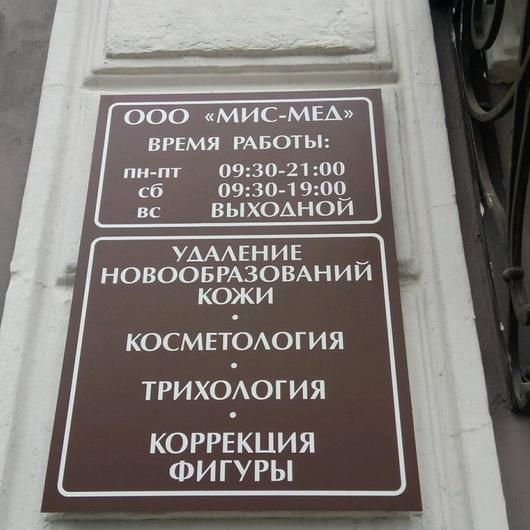 ООО «МИС-МЕД»
ВРЕМЯ РАБОТЫ:
ПН-ПТ 09:30-21:00
СБ 09:30-19:00
ВС ВЫХОДНОЙ
УДАЛЕНИЕ
НОВООБРАЗОВАНИЙ
КОЖИ
•
КОСМЕТОЛОГИЯ
•
ТРИХОЛОГИЯ
•
КОРРЕКЦИЯ
ФИГУРЫ